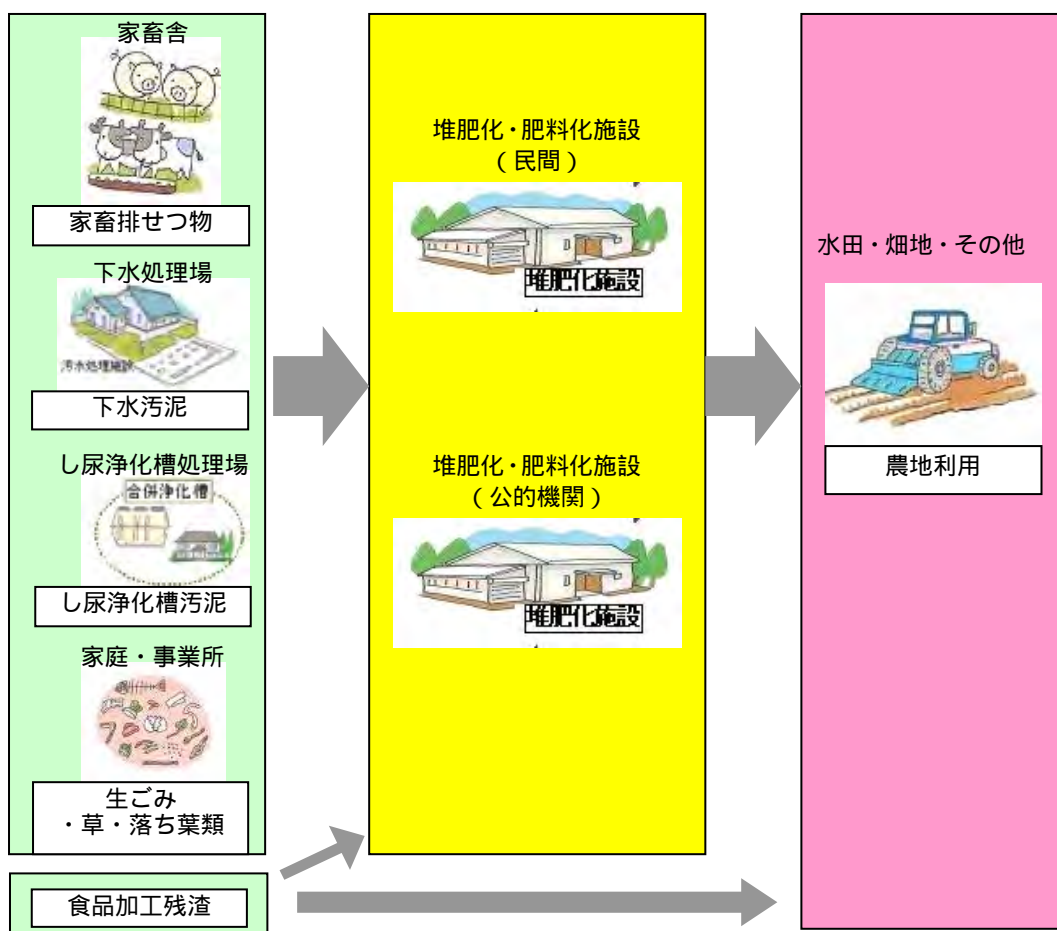 家畜舎
家畜排せつ物
下水処理場
汚水処理施設
下水汚泥
し尿浄化槽処理場
合併浄化槽
し尿浄化槽汚泥
家庭・事業所
生ごみ
・草・落ち葉類
食品加工残渣
堆肥化・肥料化施設
(民間)
堆肥化施設
堆肥化・肥料化施設
(公的機関)
堆肥化施設
水田・畑地・その他
農地利用